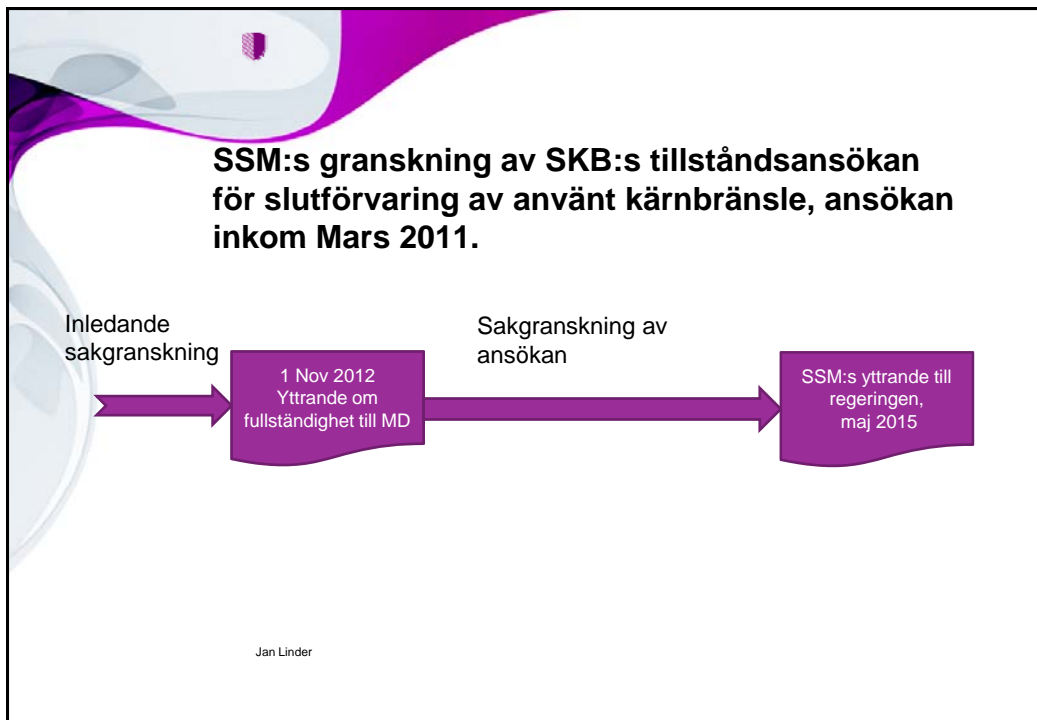 SSM:s granskning av SKB:s tillståndsansökan
för slutförvaring av använt kärnbränsle, ansökan
inkom Mars 2011.
Inledande
sakgranskning
1 Nov 2012
Yttrande om
fullständighet till MD
Sakgranskning av
ansökan
SSM:s yttrande till
regeringen,
maj 2015
Jan Linder